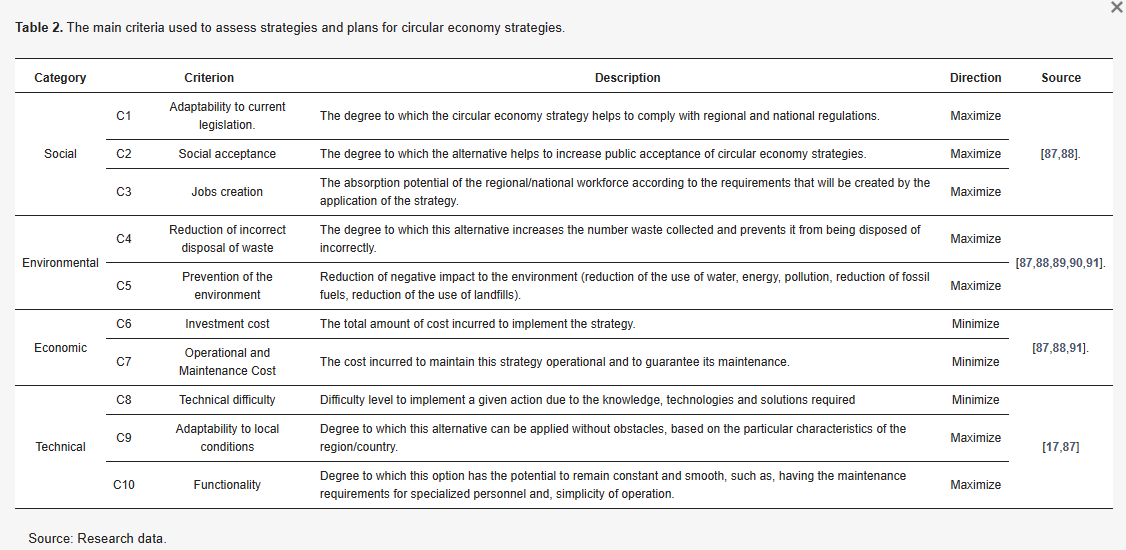 Table 2. The main criteria used to assess strategies and plans for circular economy strategies.
Category Criterion Description Direction Source
Social
C1 Adaptability to current legislation. The degree to which the circular economy strategy helps to comply with regional and national regulations. Maximize
C2 Social acceptance The degree to which the alternative helps to increase public acceptance of circular economy strategies. Maximize
[87,88].
C3 Jobs creation The absorption potential of the regional/national workforce according to the requirements that will be created by the
application of the strategy. Maximize
Environmental
C4 Reduction of incorrect disposal of waste The degree to which this alternative increases the number waste collected and prevents it from being disposed of
incorrectly. Maximize
[87,88,89,90,91].
C5 Prevention of the environment Reduction of negative impact to the environment (reduction of the use of water, energy, pollution, reduction of fossil
fuels, reduction of the use of landfills). Maximize
Economic
C6 Investment cost The total amount of cost incurred to implement the strategy. Minimize
[87,88,91].
C7 Operational and Maintenance Cost The cost incurred to maintain this strategy operational and to guarantee its maintenance. Minimize
Technical
C8 Technical difficulty Difficulty level to implement a given action due to the knowledge, technologies and solutions required Minimize
C9 Adaptability to local conditions Degree to which this alternative can be applied without obstacles, based on the particular characteristics of the
region/country. Maximize
[17,87]
C10 Functionality Degree to which this option has the potential to remain constant and smooth, such as, having the maintenance
requirements for specialized personnel and, simplicity of operation. Maximize
Source: Research data.